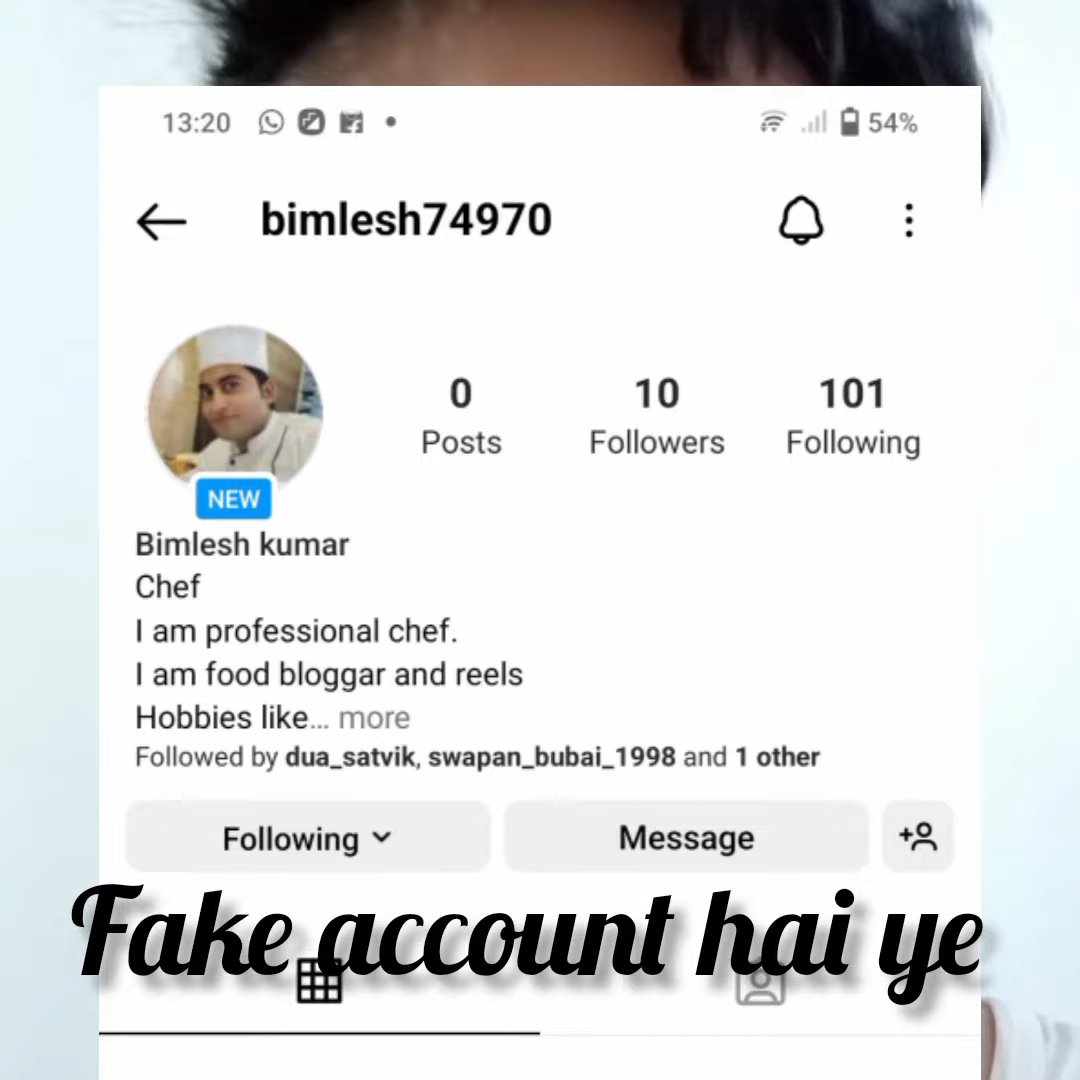 13:20 54%
bimlesh74970
0 10 101
Posts Followers Following
NEW
Bimlesh kumar
Chef
I am professional chef.
I am food bloggar and reels
Hobbies like... more
Followed by dua_satvik, swapan_bubai_1998 and 1 other
Following Message
Fake account hai ye